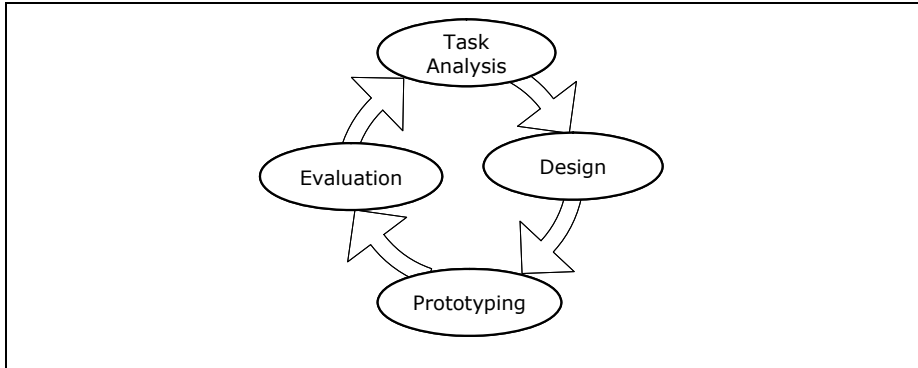 Task
Analysis
Evaluation
Design
Prototyping